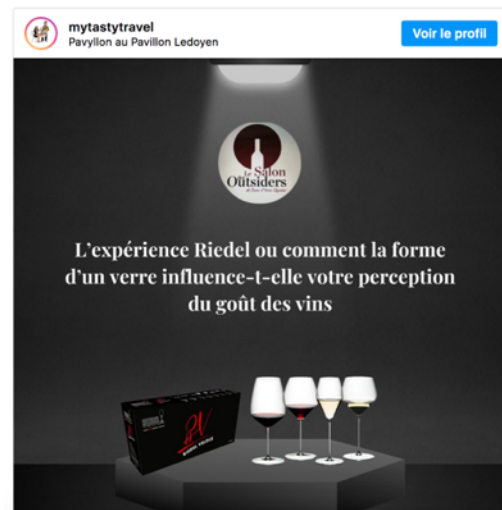 mytastytravel
Pavyllon au Pavillon Ledoyen
Voir le profil
Le Salon
Outsiders
L'expérience Riedel ou comment la forme
d'un verre influence-t-elle votre perception
du goût des vins
RIEDEL VELOCE